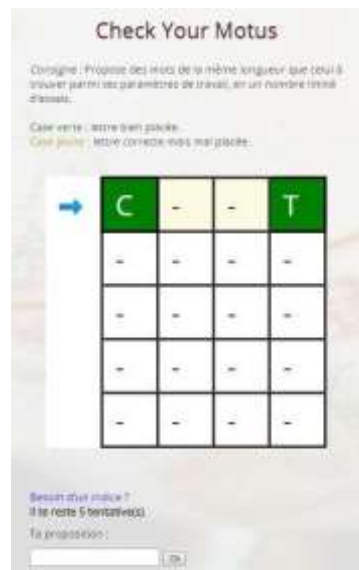 Check Your Motus
Consigne : Propose des mots de la même longueur que celui à
trouver parmi ses paramètres de travail, en un nombre limité
d'essais.
Case verte : lettre bien placée.
Case jaune : lettre correcte mais mal placée.
C - - T
- - - -
- - - -
- - - -
- - - -
Besoin d'un indice ?
Il te reste 5 tentative(s)
Ta proposition :
Ok